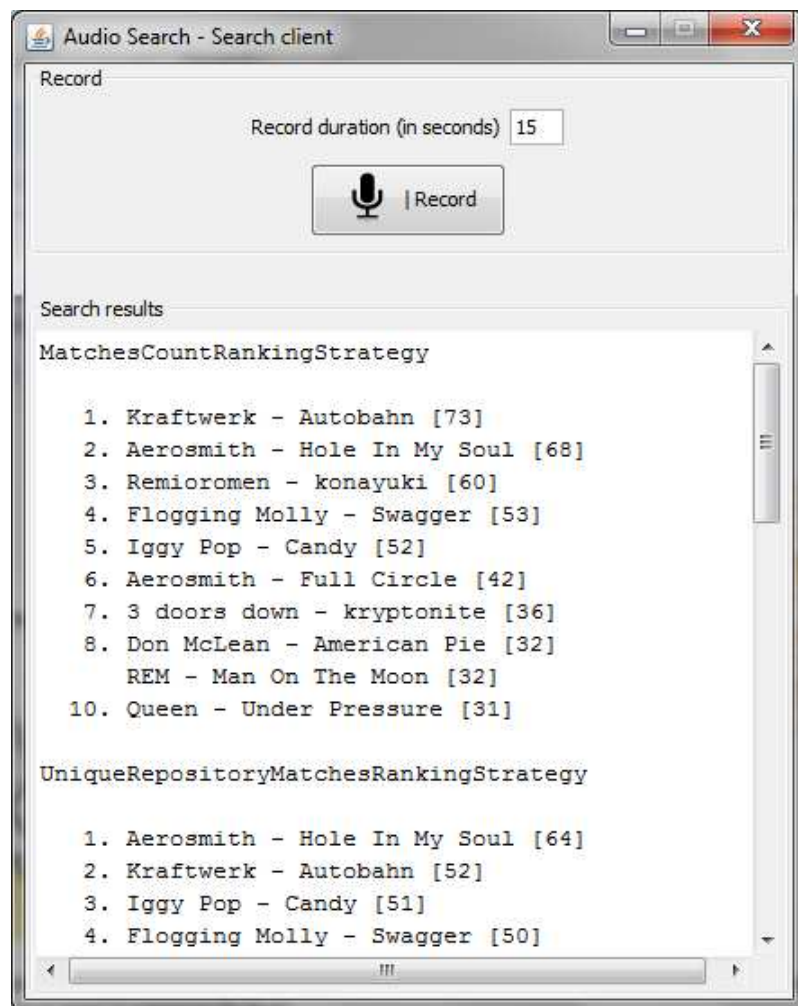 Audio Search - Search client
Record
Record duration (in seconds) 15
| Record
Search results
MatchesCountRankingStrategy
1. Kraftwerk - Autobahn [73]
2. Aerosmith - Hole In My Soul [68]
3. Remioromen - konayuki [60]
4. Flogging Molly - Swagger [53]
5. Iggy Pop - Candy [52]
6. Aerosmith - Full Circle [42]
7. 3 doors down - kryptonite [36]
8. Don McLean - American Pie [32]
REM - Man On The Moon [32]
10. Queen - Under Pressure [31]
UniqueRepositoryMatchesRankingStrategy
1. Aerosmith - Hole In My Soul [64]
2. Kraftwerk - Autobahn [52]
3. Iggy Pop - Candy [51]
4. Flogging Molly - Swagger [50]